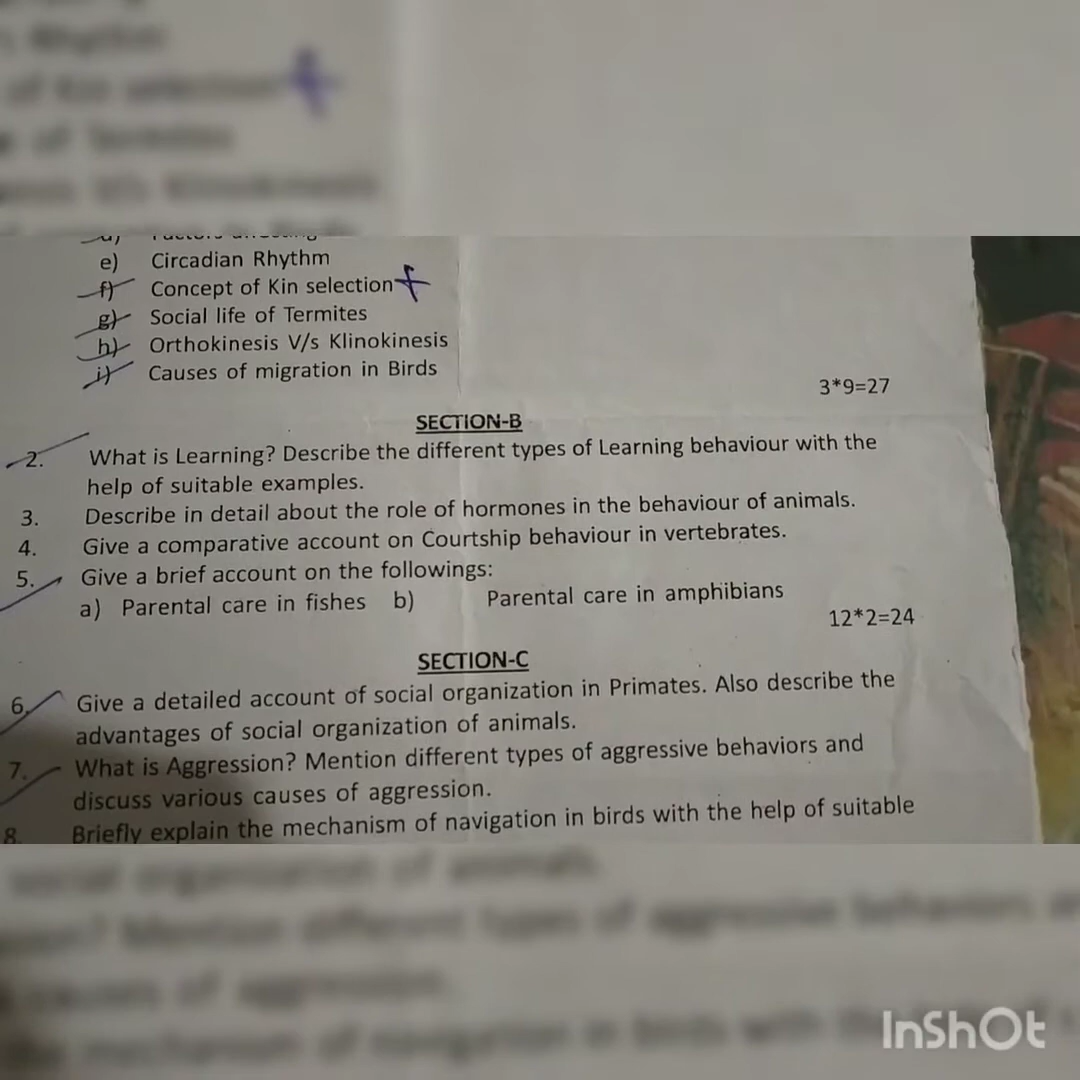 e) Circadian Rhythm
f) Concept of Kin selection
g) Social life of Termites
h) Orthokinesis V/s Klinokinesis
i) Causes of migration in Birds
3*9=27
SECTION-B
2. What is Learning? Describe the different types of Learning behaviour with the
help of suitable examples.
3. Describe in detail about the role of hormones in the behaviour of animals.
4. Give a comparative account on Courtship behaviour in vertebrates.
5. Give a brief account on the followings:
a) Parental care in fishes b) Parental care in amphibians
12*2=24
SECTION-C
6. Give a detailed account of social organization in Primates. Also describe the
advantages of social organization of animals.
7. What is Aggression? Mention different types of aggressive behaviors and
discuss various causes of aggression.
8. Briefly explain the mechanism of navigation in birds with the help of suitable
InShOt